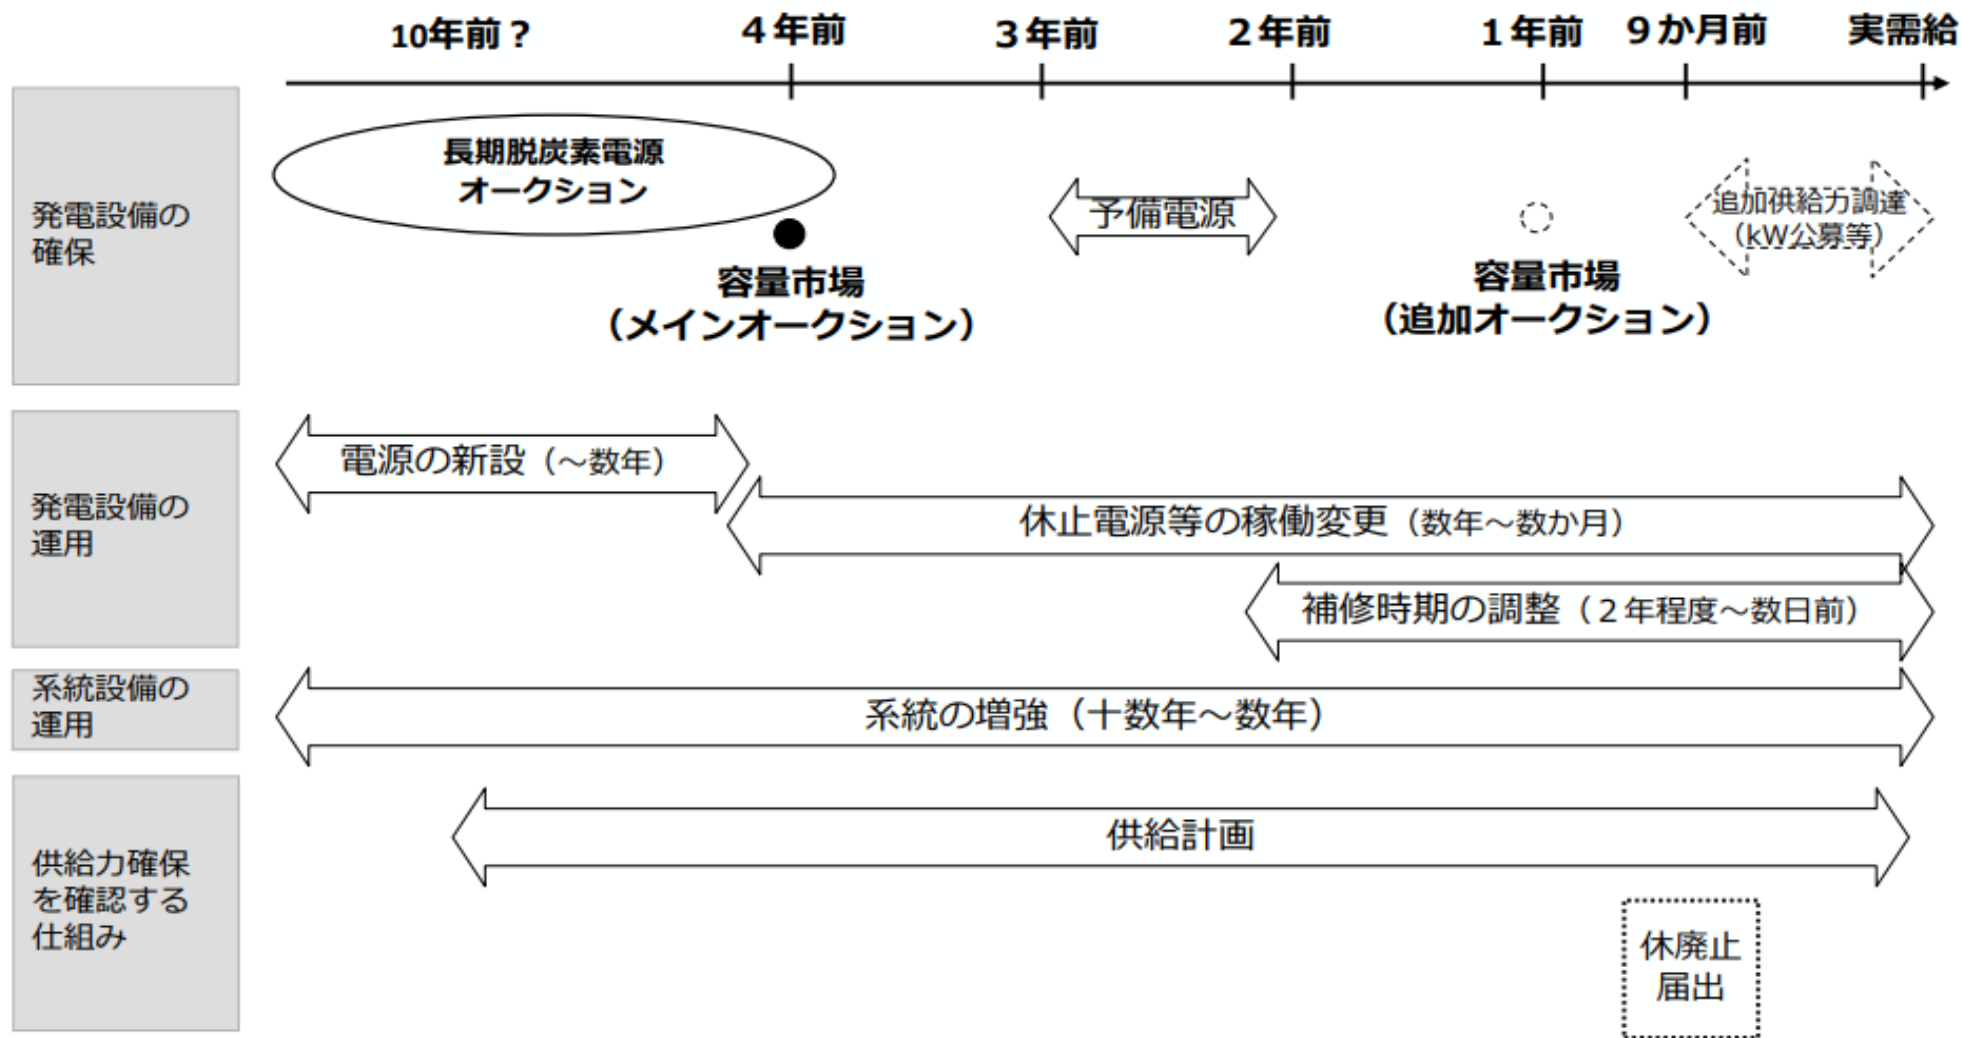 10年前？
４年前
３年前
２年前
１年前
９か月前
実需給
発電設備の
確保
長期脱炭素電源
オークション
容量市場
（メインオークション）
予備電源
容量市場
（追加オークション）
追加供給力調達
（kW公募等）
発電設備の
運用
電源の新設（～数年）
休止電源等の稼働変更（数年～数か月）
補修時期の調整（２年程度～数日前）
系統設備の
運用
系統の増強（十数年～数年）
供給力確保
を確認する
仕組み
供給計画
休廃止
届出